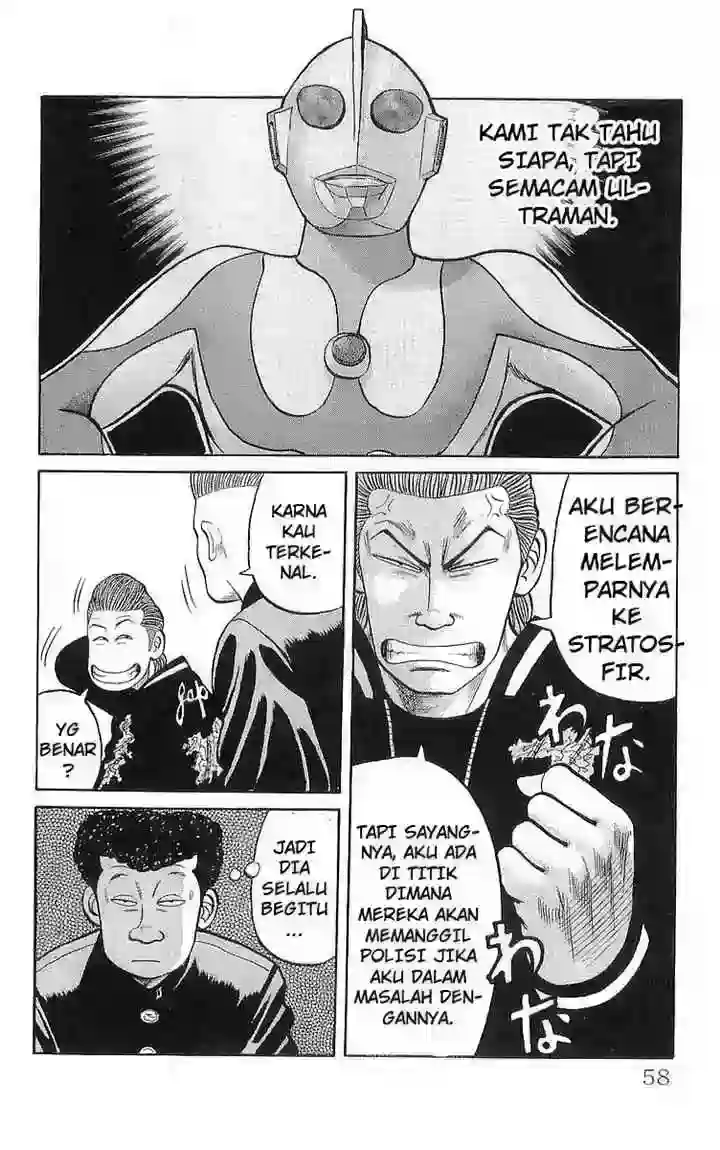 KAMI TAK TAHU
SIAPA, TAPI
SEMACAM UL-
TRAMAN.
AKU BER-
ENCANA
MELEM-
PARNYA
KE
STRATOS-
FIR.
わな
TAPI SAYANG-
NYA, AKU ADA
DI TITIK
DIMANA
MEREKA AKAN
MEMANGGIL
POLISI JIKA
AKU DALAM
MASALAH DEN-
GANNYA.
わな
KARNA
KAU
TERKE-
NAL.
YG
BENAR
?
Jap
JADI
DIA
SELALU
BEGITU
...
58